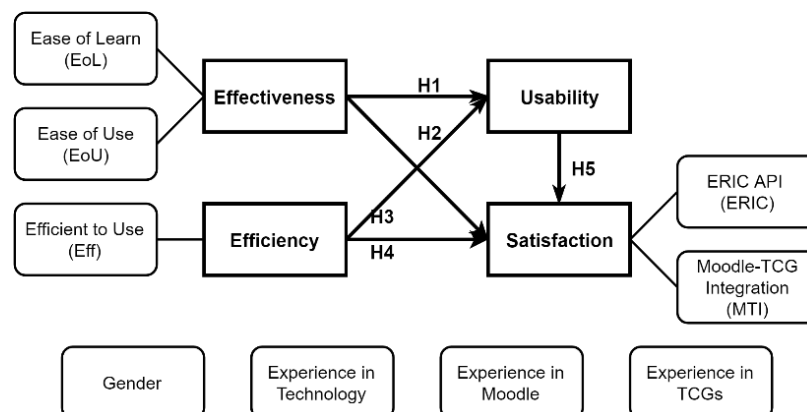 Ease of Learn
(EoL)
Effectiveness
H1
Usability
Ease of Use
(EoU)
H2
H5
ERIC API
(ERIC)
Efficient to Use
(Eff)
Efficiency
H3
H4
Satisfaction
Moodle-TCG
Integration
(MTI)
Gender
Experience in
Technology
Experience in
Moodle
Experience in
TCGs